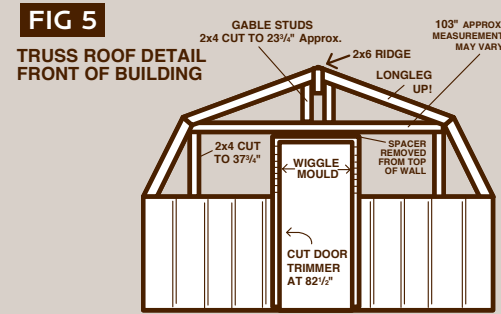 FIG 5
TRUSS ROOF DETAIL
FRONT OF BUILDING
GABLE STUDS
2x4 CUT TO 23¾" Approx.
2x6 RIDGE
103" APPROX
MEASUREMENT
MAY VARY
LONGLEG
UP!
2x4 CUT
TO 37¾"
WIGGLE
MOULD
SPACER
REMOVED
FROM TOP
OF WALL
CUT DOOR
TRIMMER
AT 82½"